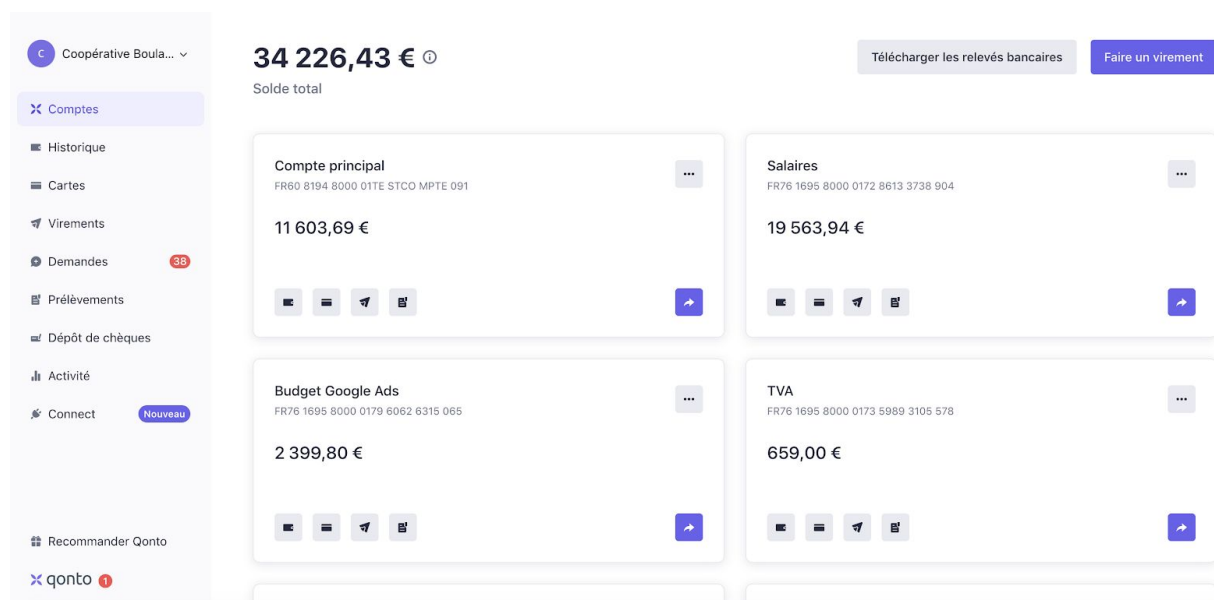 C Coopérative Boula...
Comptes
Historique
Cartes
Virements
Demandes 38
Prélèvements
Dépôt de chèques
Activité
Connect Nouveau
Recommander Qonto
qonto 1
34 226,43 €
Solde total
Télécharger les relevés bancaires
Faire un virement
Compte principal
FR60 8194 8000 01TE STCO MPTE 091
11 603,69 €
Salaires
FR76 1695 8000 0172 8613 3738 904
19 563,94 €
Budget Google Ads
FR76 1695 8000 0179 6062 6315 065
2 399,80 €
TVA
FR76 1695 8000 0173 5989 3105 578
659,00 €